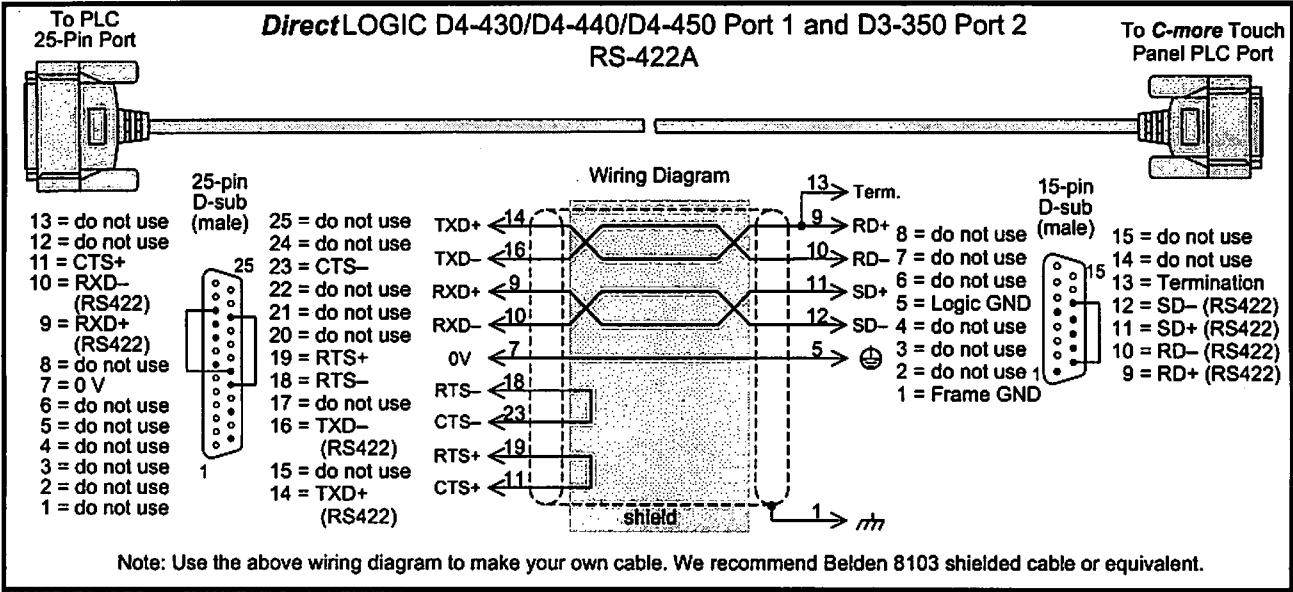 To PLC
25-Pin Port
DirectLOGIC D4-430/D4-440/D4-450 Port 1 and D3-350 Port 2
RS-422A
To C-more Touch
Panel PLC Port
25-pin
D-sub
(male)
13 = do not use
12 = do not use
11 = CTS+
10 = RXD–
(RS422)
9 = RXD+
(RS422)
8 = do not use
7 = 0 V
6 = do not use
5 = do not use
4 = do not use
3 = do not use
2 = do not use
1 = do not use
25
1
25 = do not use
24 = do not use
23 = CTS–
22 = do not use
21 = do not use
20 = do not use
19 = RTS+
18 = RTS–
17 = do not use
16 = TXD–
(RS422)
15 = do not use
14 = TXD+
(RS422)
Wiring Diagram
13 Term.
TXD+ 14 9 RD+
TXD– 16 10 RD–
RXD+ 9 11 SD+
RXD– 10 12 SD–
0V 7 5
RTS– 18
CTS– 23
RTS+ 19
CTS+ 11
shield
1
8 = do not use
7 = do not use
6 = do not use
5 = Logic GND
4 = do not use
3 = do not use
2 = do not use
1 = Frame GND
15-pin
D-sub
(male)
15
1
15 = do not use
14 = do not use
13 = Termination
12 = SD– (RS422)
11 = SD+ (RS422)
10 = RD– (RS422)
9 = RD+ (RS422)
Note: Use the above wiring diagram to make your own cable. We recommend Belden 8103 shielded cable or equivalent.